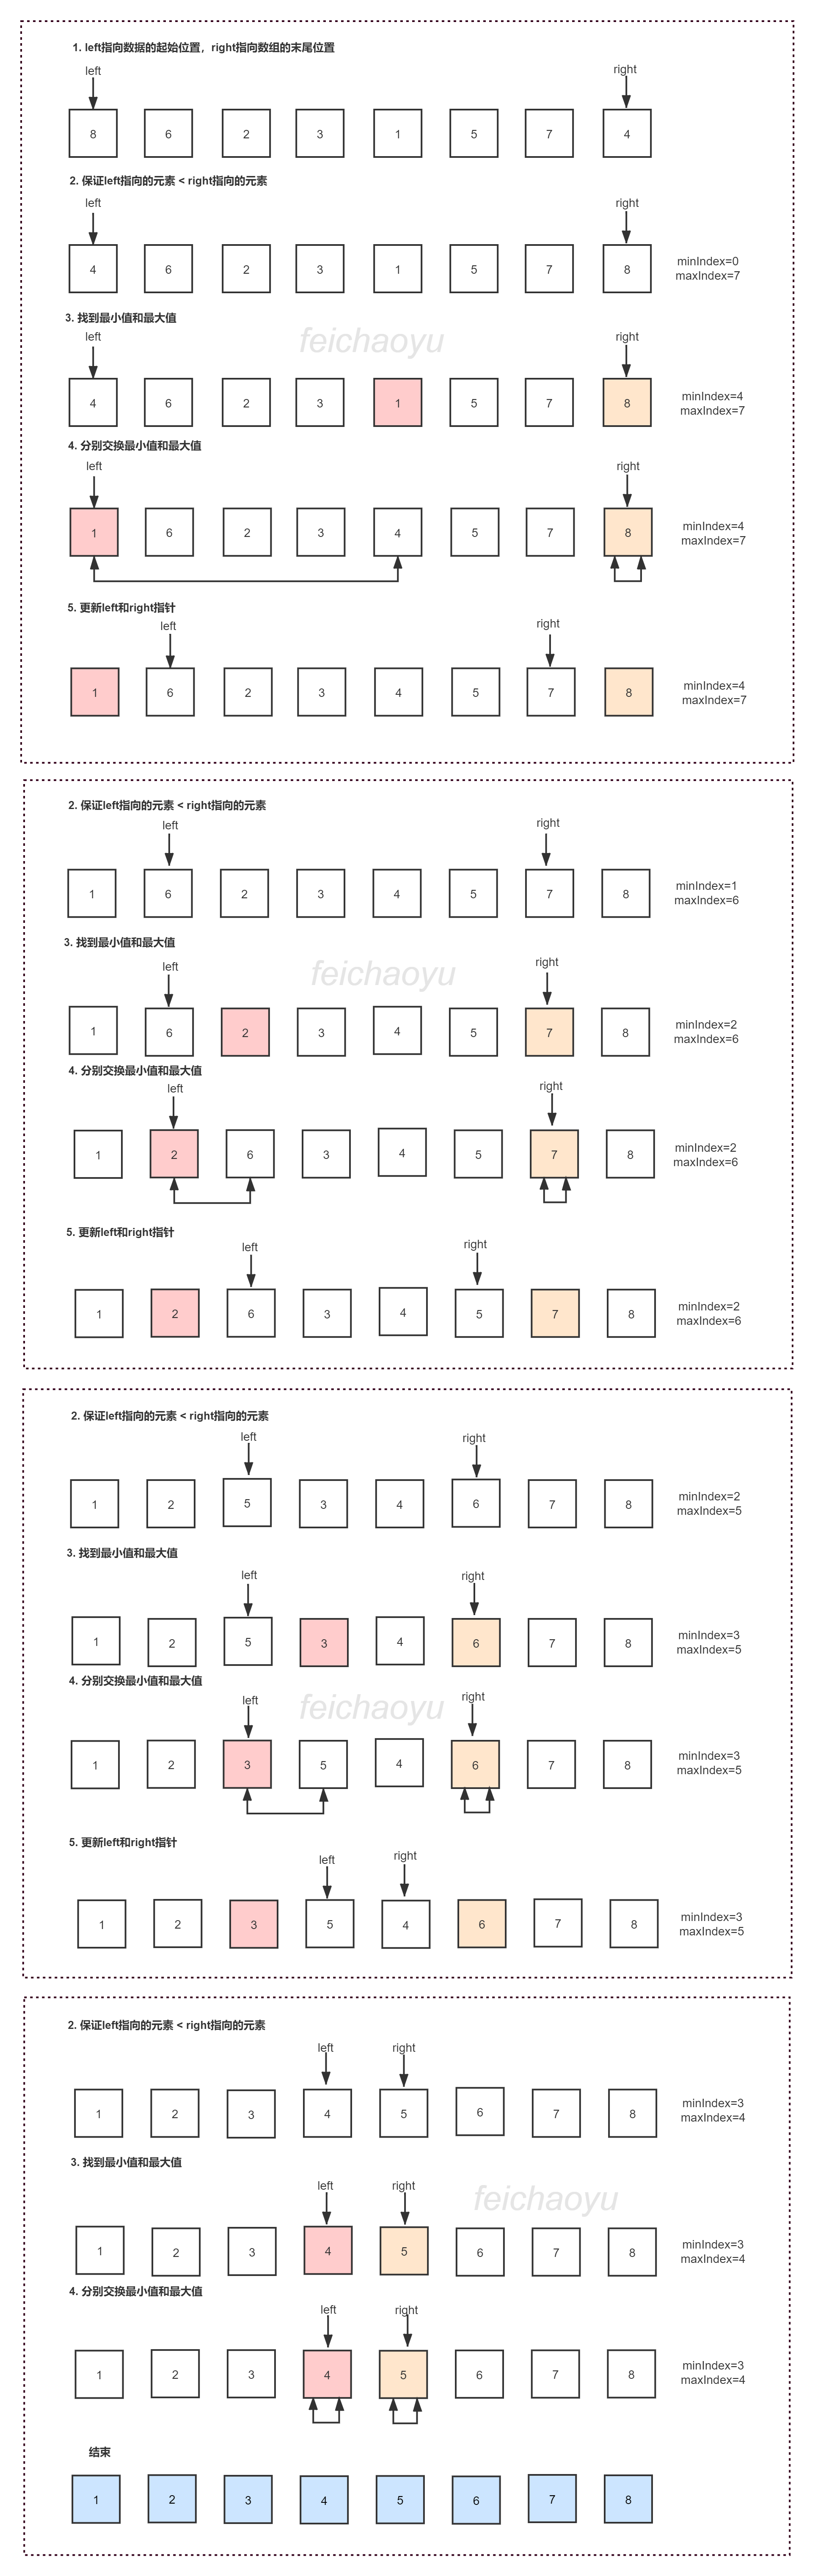 1. left指向数据的起始位置，right指向数组的末尾位置
left right
8 6 2 3 1 5 7 4
2. 保证left指向的元素 < right指向的元素
left right
4 6 2 3 1 5 7 8
minIndex=0
maxIndex=7
3. 找到最小值和最大值
feichaoyu
left right
4 6 2 3 1 5 7 8
minIndex=4
maxIndex=7
4. 分别交换最小值和最大值
left right
1 6 2 3 4 5 7 8
minIndex=4
maxIndex=7
5. 更新left和right指针
left right
1 6 2 3 4 5 7 8
minIndex=4
maxIndex=7
2. 保证left指向的元素 < right指向的元素
left right
1 6 2 3 4 5 7 8
minIndex=1
maxIndex=6
3. 找到最小值和最大值
feichaoyu
left right
1 6 2 3 4 5 7 8
minIndex=2
maxIndex=6
4. 分别交换最小值和最大值
left right
1 2 6 3 4 5 7 8
minIndex=2
maxIndex=6
5. 更新left和right指针
left right
1 2 6 3 4 5 7 8
minIndex=2
maxIndex=6
2. 保证left指向的元素 < right指向的元素
left right
1 2 5 3 4 6 7 8
minIndex=2
maxIndex=5
3. 找到最小值和最大值
left right
1 2 5 3 4 6 7 8
minIndex=3
maxIndex=5
4. 分别交换最小值和最大值
feichaoyu
left right
1 2 3 5 4 6 7 8
minIndex=3
maxIndex=5
5. 更新left和right指针
left right
1 2 3 5 4 6 7 8
minIndex=3
maxIndex=5
2. 保证left指向的元素 < right指向的元素
left right
1 2 3 4 5 6 7 8
minIndex=3
maxIndex=4
3. 找到最小值和最大值
feichaoyu
left right
1 2 3 4 5 6 7 8
minIndex=3
maxIndex=4
4. 分别交换最小值和最大值
left right
1 2 3 4 5 6 7 8
minIndex=3
maxIndex=4
结束
1 2 3 4 5 6 7 8